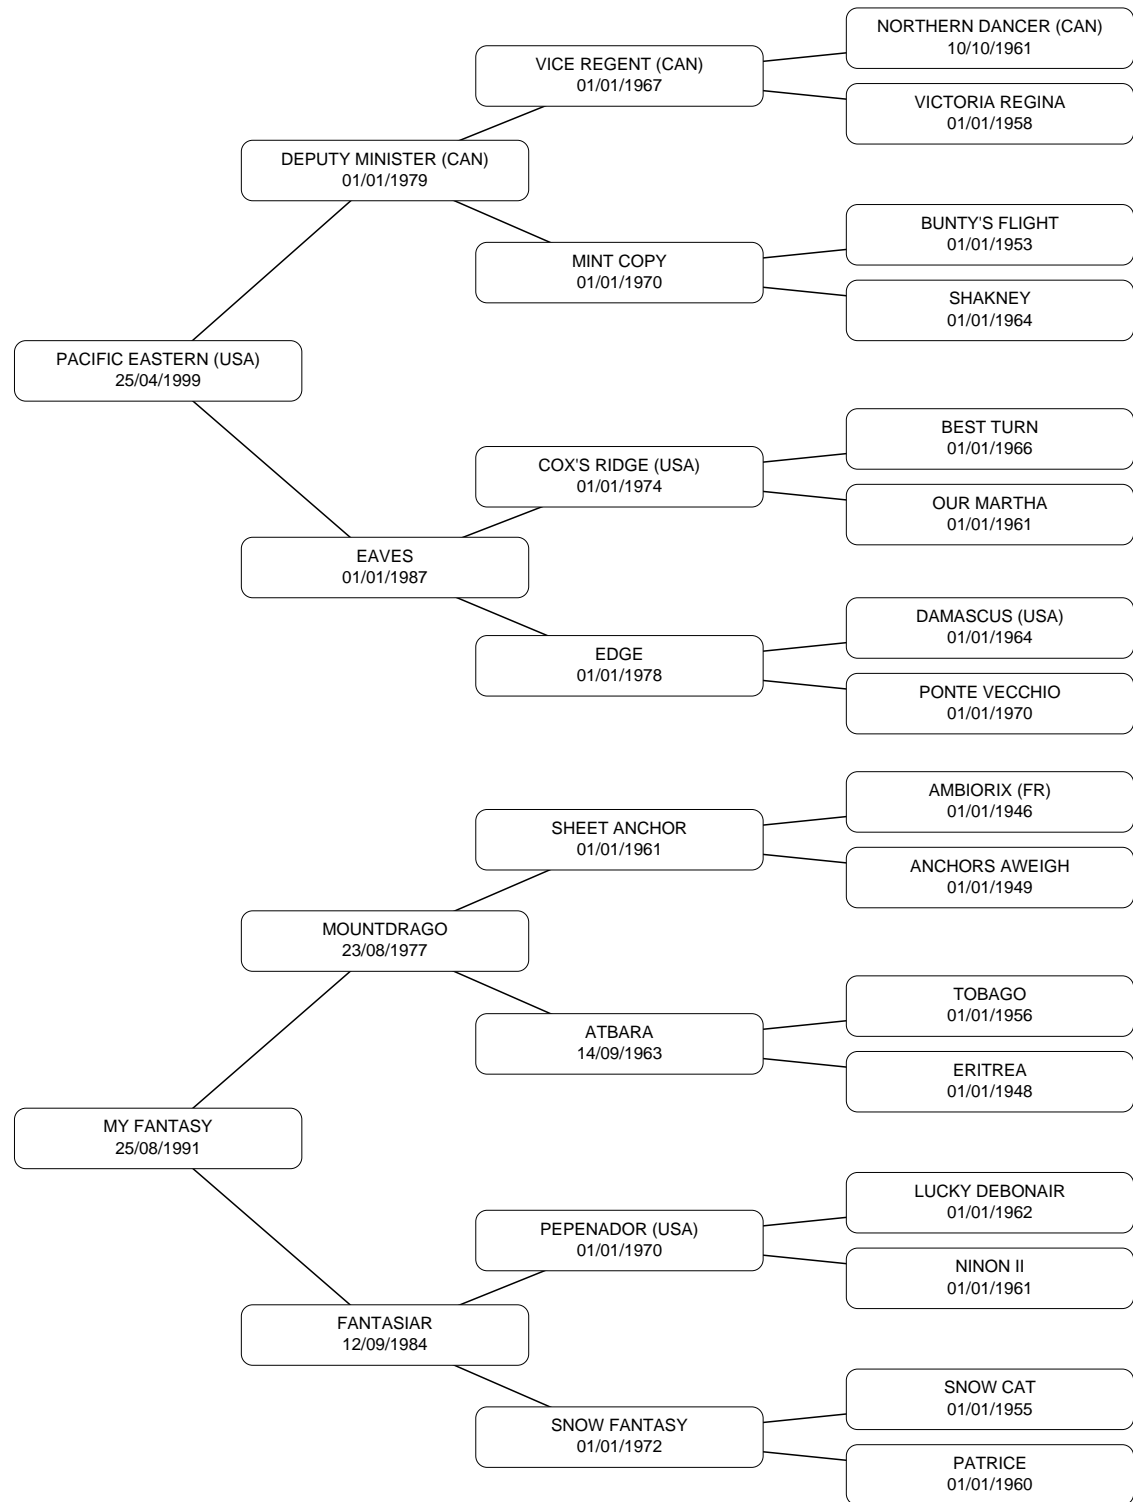 NORTHERN DANCER (CAN)
10/10/1961
VICE REGENT (CAN)
01/01/1967
VICTORIA REGINA
01/01/1958
DEPUTY MINISTER (CAN)
01/01/1979
BUNTY'S FLIGHT
01/01/1953
MINT COPY
01/01/1970
SHAKNEY
01/01/1964
PACIFIC EASTERN (USA)
25/04/1999
BEST TURN
01/01/1966
COX'S RIDGE (USA)
01/01/1974
OUR MARTHA
01/01/1961
EAVES
01/01/1987
DAMASCUS (USA)
01/01/1964
EDGE
01/01/1978
PONTE VECCHIO
01/01/1970
AMBIORIX (FR)
01/01/1946
SHEET ANCHOR
01/01/1961
ANCHORS AWEIGH
01/01/1949
MOUNTDRAGO
23/08/1977
TOBAGO
01/01/1956
ATBARA
14/09/1963
ERITREA
01/01/1948
MY FANTASY
25/08/1991
LUCKY DEBONAIR
01/01/1962
PEPENADOR (USA)
01/01/1970
NINON II
01/01/1961
FANTASIAR
12/09/1984
SNOW CAT
01/01/1955
SNOW FANTASY
01/01/1972
PATRICE
01/01/1960